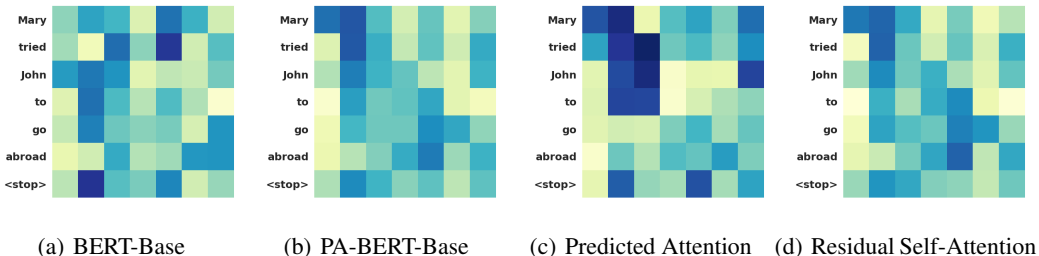 Mary
tried
John
to
go
abroad
<stop>
(a) BERT-Base
Mary
tried
John
to
go
abroad
<stop>
(b) PA-BERT-Base
Mary
tried
John
to
go
abroad
<stop>
(c) Predicted Attention
Mary
tried
John
to
go
abroad
<stop>
(d) Residual Self-Attention